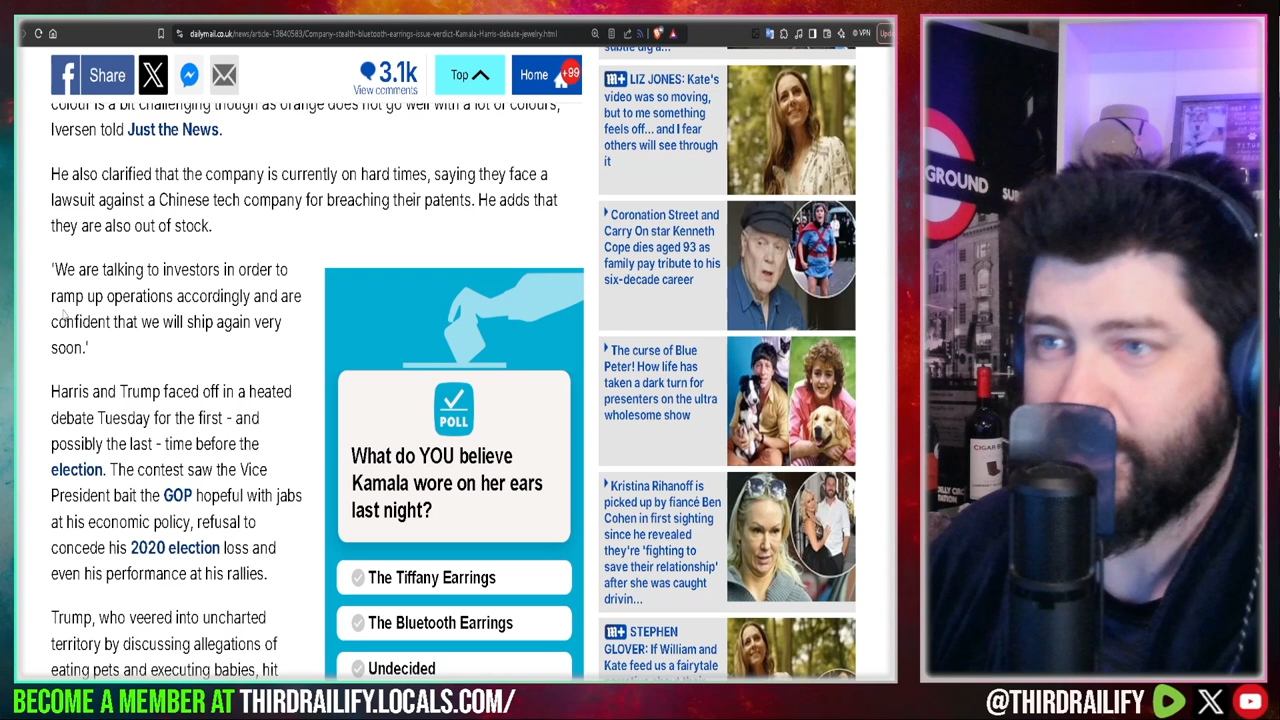 dailymail.co.uk/news/article-13840583/Company-stealth-bluetooth-earrings-issue-verdict-Kamala-Harris-debate-jewelry.html
VPN
Share
3.1k
View comments
Top
Home
+99
colour is a bit challenging though as orange does not go well with a lot of colours,'
Iversen told Just the News.
He also clarified that the company is currently on hard times, saying they face a
lawsuit against a Chinese tech company for breaching their patents. He adds that
they are also out of stock.
'We are talking to investors in order to
ramp up operations accordingly and are
confident that we will ship again very
soon.'
Harris and Trump faced off in a heated
debate Tuesday for the first - and
possibly the last - time before the
election. The contest saw the Vice
President bait the GOP hopeful with jabs
at his economic policy, refusal to
concede his 2020 election loss and
even his performance at his rallies.
Trump, who veered into uncharted
territory by discussing allegations of
eating pets and executing babies, hit
POLL
What do YOU believe
Kamala wore on her ears
last night?
The Tiffany Earrings
The Bluetooth Earrings
Undecided
subtle dig a...
LIZ JONES: Kate's
video was so moving,
but to me something
feels off... and I fear
others will see through
it
Coronation Street and
Carry On star Kenneth
Cope dies aged 93 as
family pay tribute to his
six-decade career
The curse of Blue
Peter! How life has
taken a dark turn for
presenters on the ultra
wholesome show
Kristina Rihanoff is
picked up by fiancé Ben
Cohen in first sighting
since he revealed
they're 'fighting to
save their relationship'
after she was caught
drivin...
STEPHEN
GLOVER: If William and
Kate feed us a fairytale
GROUND
CIGAR
BECOME A MEMBER AT THIRDRAILIFY.LOCALS.COM/
@THIRDRAILIFY